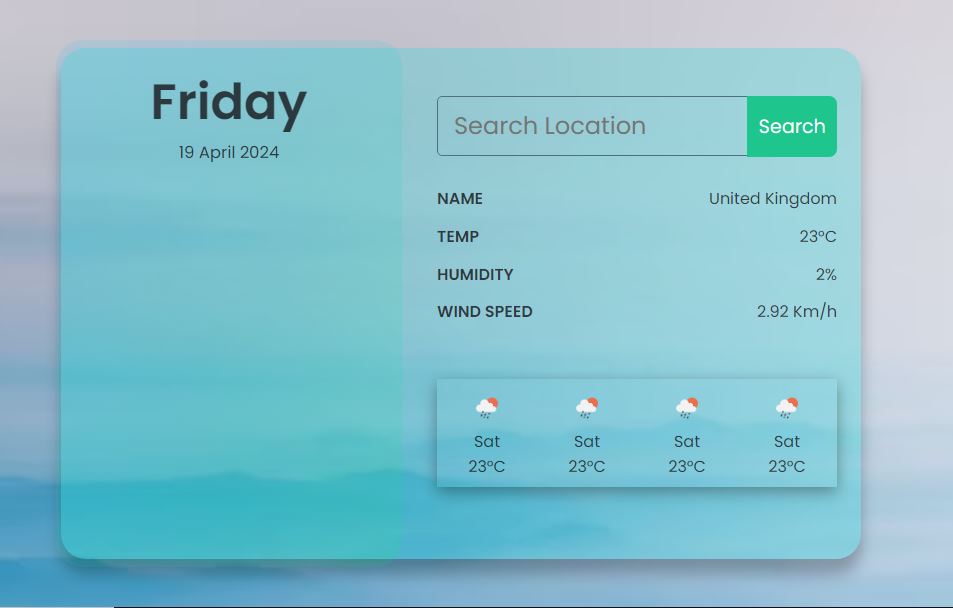 Friday
19 April 2024
Search Location
Search
NAME United Kingdom
TEMP 23°C
HUMIDITY 2%
WIND SPEED 2.92 Km/h
Sat Sat Sat Sat
23°C 23°C 23°C 23°C